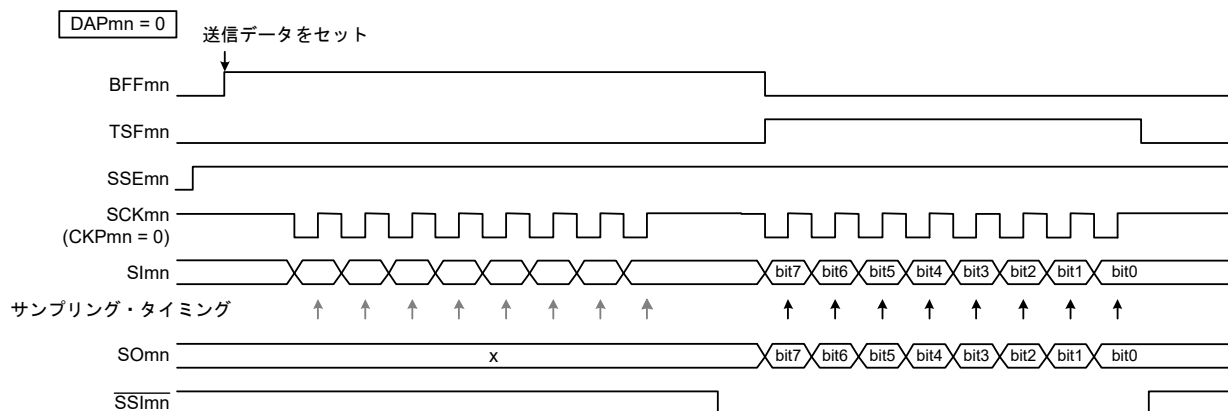 DAPmn = 0
送信データをセット
BFFmn
TSFmn
SSEmn
SCKmn
(CKPmn = 0)
SImn
bit7 bit6 bit5 bit4 bit3 bit2 bit1 bit0
サンプリング・タイミング
SOmn
x
bit7 bit6 bit5 bit4 bit3 bit2 bit1 bit0
SSImn